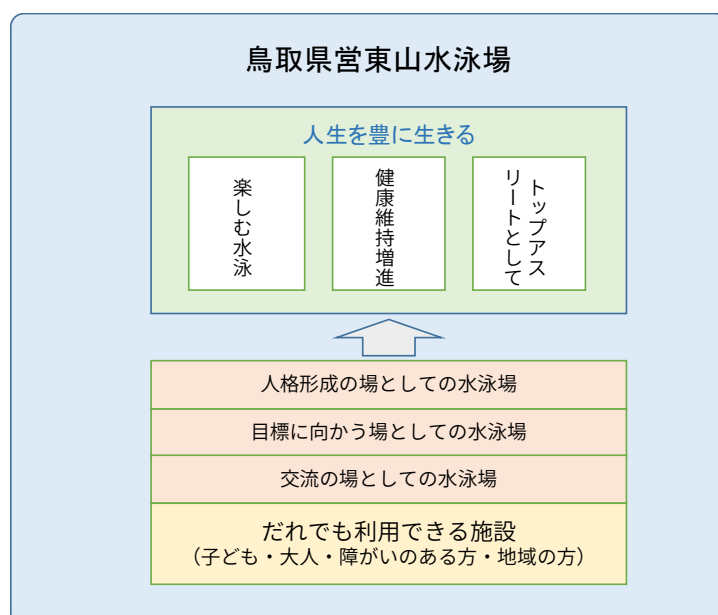 鳥取県営東山水泳場
人生を豊に生きる
楽しむ水泳
健康維持増進
トップアス
リートとして
人格形成の場としての水泳場
目標に向かう場としての水泳場
交流の場としての水泳場
だれでも利用できる施設
（子ども・大人・障がいのある方・地域の方）